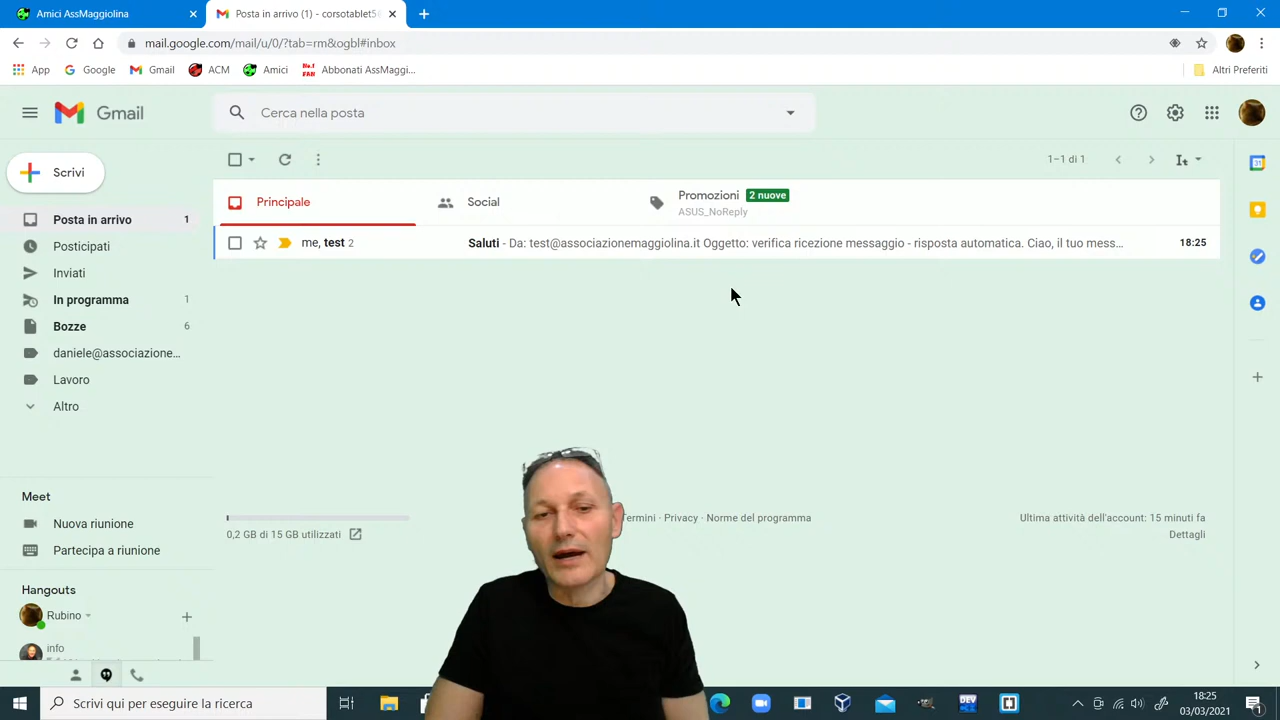 Amici AssMaggiolina
Posta in arrivo (1) - corsotablet5
mail.google.com/mail/u/0/?tab=rm&ogbl#inbox
App Google Gmail ACM Amici Abbonati AssMaggi... Altri Preferiti
Gmail
Cerca nella posta
Scrivi
1–1 di 1
Posta in arrivo 1
Posticipati
Inviati
In programma 1
Bozze 6
daniele@associazione...
Lavoro
Altro
Principale
Social
Promozioni 2 nuove
ASUS_NoReply
me, test 2 Saluti - Da: test@associazionemaggiolina.it Oggetto: verifica ricezione messaggio - risposta automatica. Ciao, il tuo mess... 18:25
0,2 GB di 15 GB utilizzati
Termini · Privacy · Norme del programma
Ultima attività dell'account: 15 minuti fa
Dettagli
Meet
Nuova riunione
Partecipa a riunione
Hangouts
Rubino
info
Scrivi qui per eseguire la ricerca
18:25
03/03/2021